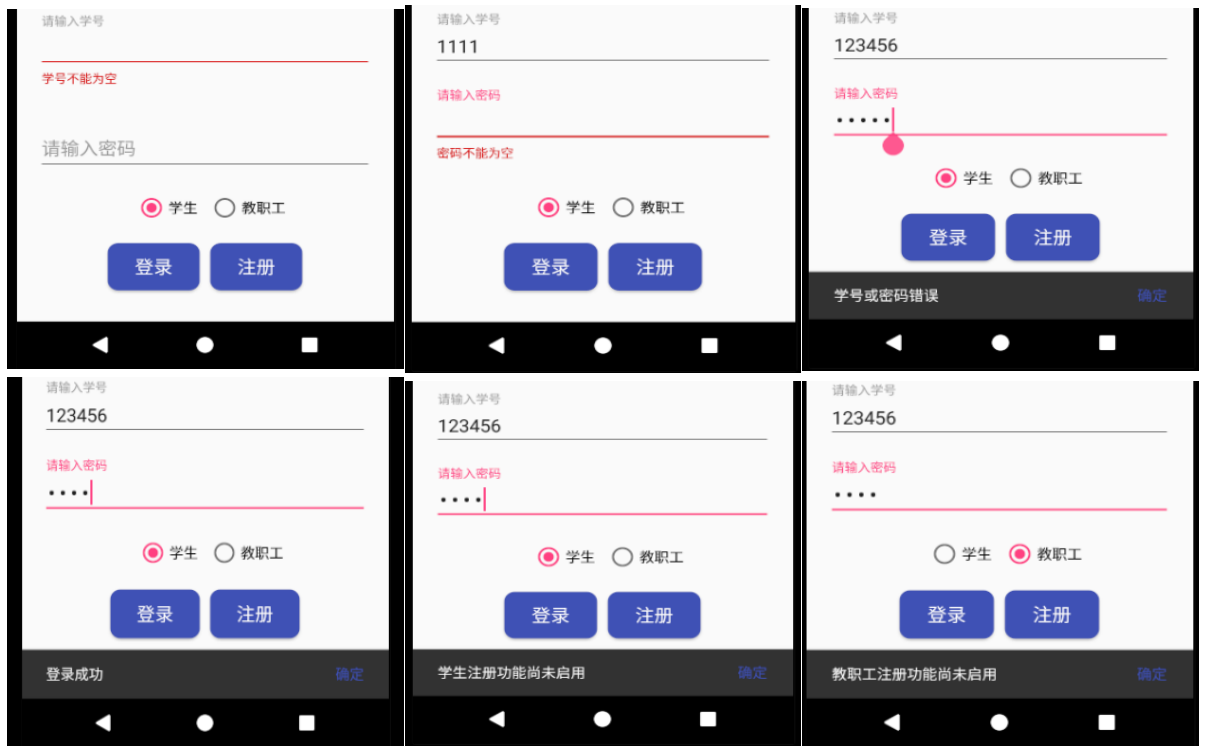 请输入学号
学号不能为空
请输入密码
学生 教职工
登录 注册
请输入学号
1111
请输入密码
密码不能为空
学生 教职工
登录 注册
请输入学号
123456
请输入密码
学生 教职工
登录 注册
学号或密码错误 确定
请输入学号
123456
请输入密码
学生 教职工
登录 注册
登录成功 确定
请输入学号
123456
请输入密码
学生 教职工
登录 注册
学生注册功能尚未启用 确定
请输入学号
123456
请输入密码
学生 教职工
登录 注册
教职工注册功能尚未启用 确定